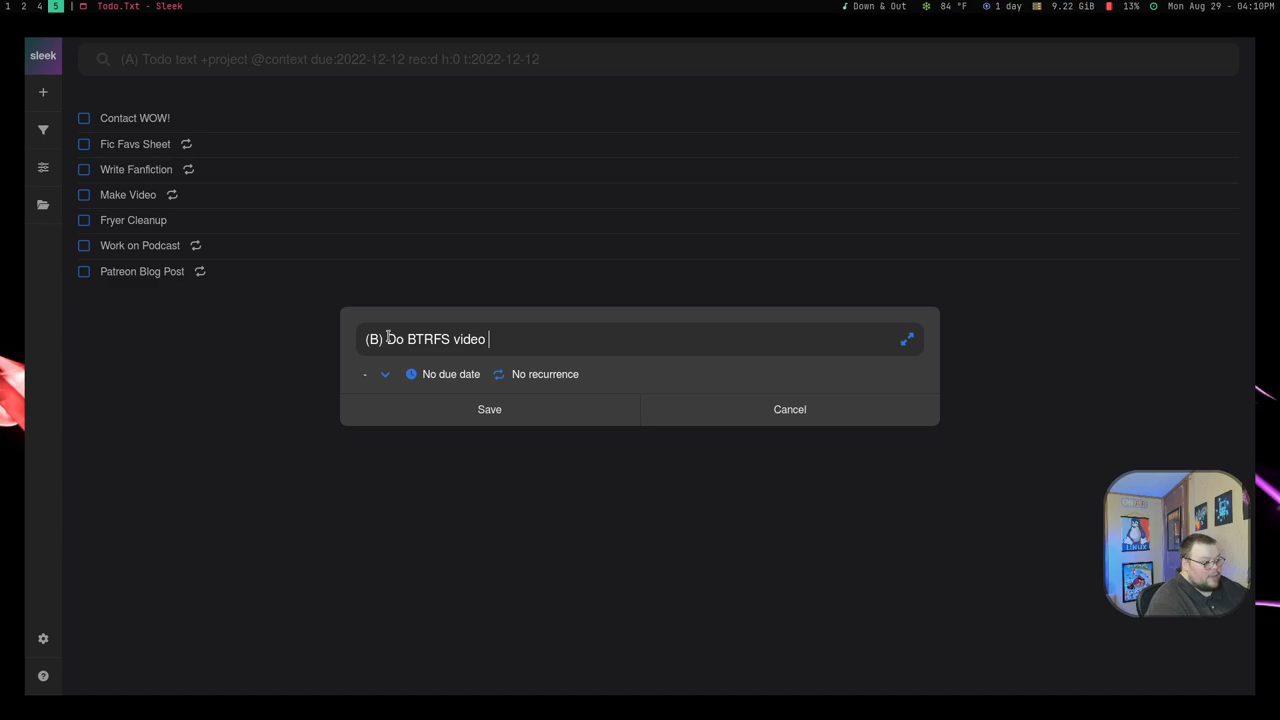 1 2 4 5 | Todo.Txt - Sleek
Down & Out 84 °F 1 day 9.22 GiB 13% Mon Aug 29 - 04:10PM
sleek
(A) Todo text +project @context due:2022-12-12 rec:d h:0 t:2022-12-12
Contact WOW!
Fic Favs Sheet
Write Fanfiction
Make Video
Fryer Cleanup
Work on Podcast
Patreon Blog Post
(B) Do BTRFS video
- No due date No recurrence
Save Cancel
LINUX